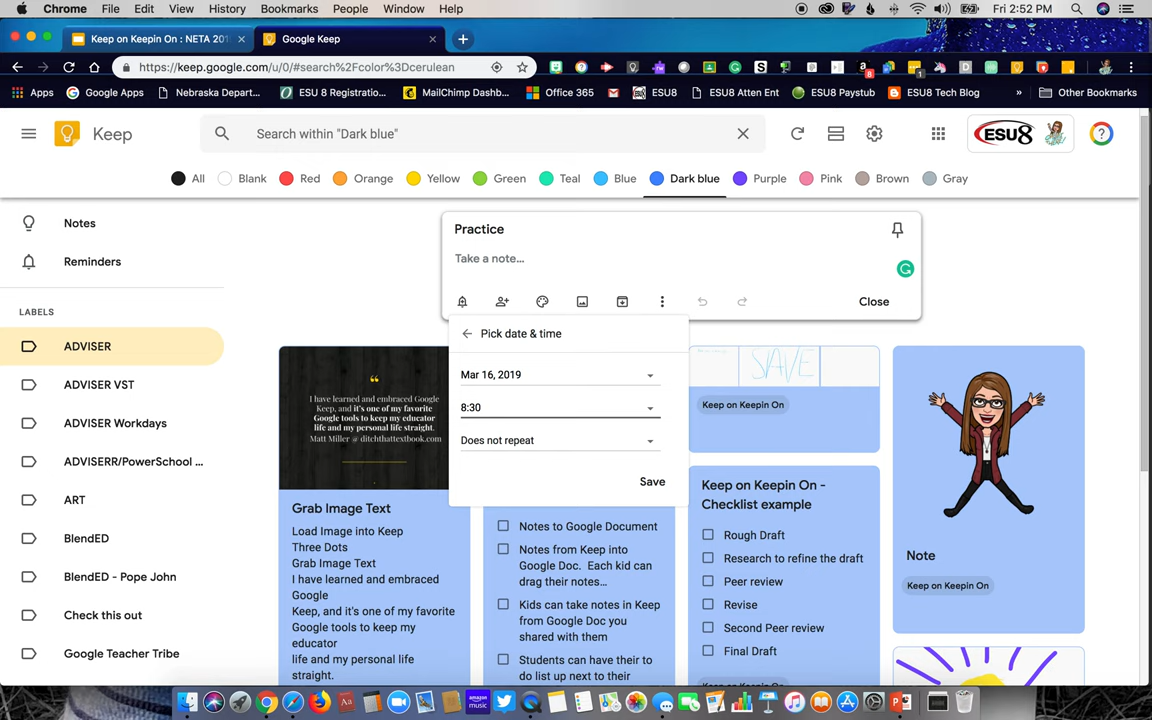 Chrome File Edit View History Bookmarks People Window Help Fri 2:52 PM
Keep on Keepin On : NETA 201
Google Keep
https://keep.google.com/u/0/#search%2Fcolor%3Dcerulean
Apps Google Apps Nebraska Depart... ESU 8 Registratio... MailChimp Dashb... Office 365 ESU8 ESU8 Atten Ent ESU8 Paystub ESU8 Tech Blog » Other Bookmarks
Keep
Search within "Dark blue"
ESU8
All Blank Red Orange Yellow Green Teal Blue Dark blue Purple Pink Brown Gray
Notes
Reminders
LABELS
ADVISER
ADVISER VST
ADVISER Workdays
ADVISERR/PowerSchool ...
ART
BlendED
BlendED - Pope John
Check this out
Google Teacher Tribe
Practice
Take a note...
Close
Pick date & time
Mar 16, 2019
8:30
Does not repeat
Save
I have learned and embraced Google
Keep, and it's one of my favorite
Google tools to keep my educator
life and my personal life straight.
Matt Miller @ ditchthattextbook.com
Grab Image Text
Load Image into Keep
Three Dots
Grab Image Text
I have learned and embraced
Google
Keep, and it's one of my favorite
Google tools to keep my
educator
life and my personal life
straight.
Notes to Google Document
Notes from Keep into
Google Doc. Each kid can
drag their notes...
Kids can take notes in Keep
from Google Doc you
shared with them
Students can have their to
do list up next to their
SAVE
Keep on Keepin On
Keep on Keepin On -
Checklist example
Rough Draft
Research to refine the draft
Peer review
Revise
Second Peer review
Final Draft
Keep on Keepin On
Note
Keep on Keepin On